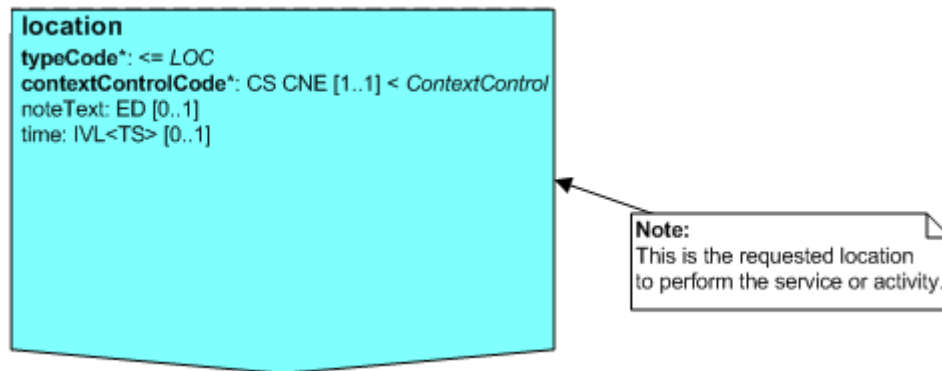 location
typeCode*: <= LOC
contextControlCode*: CS CNE [1..1] < ContextControl
noteText: ED [0..1]
time: IVL<TS> [0..1]
Note:
This is the requested location
to perform the service or activity.